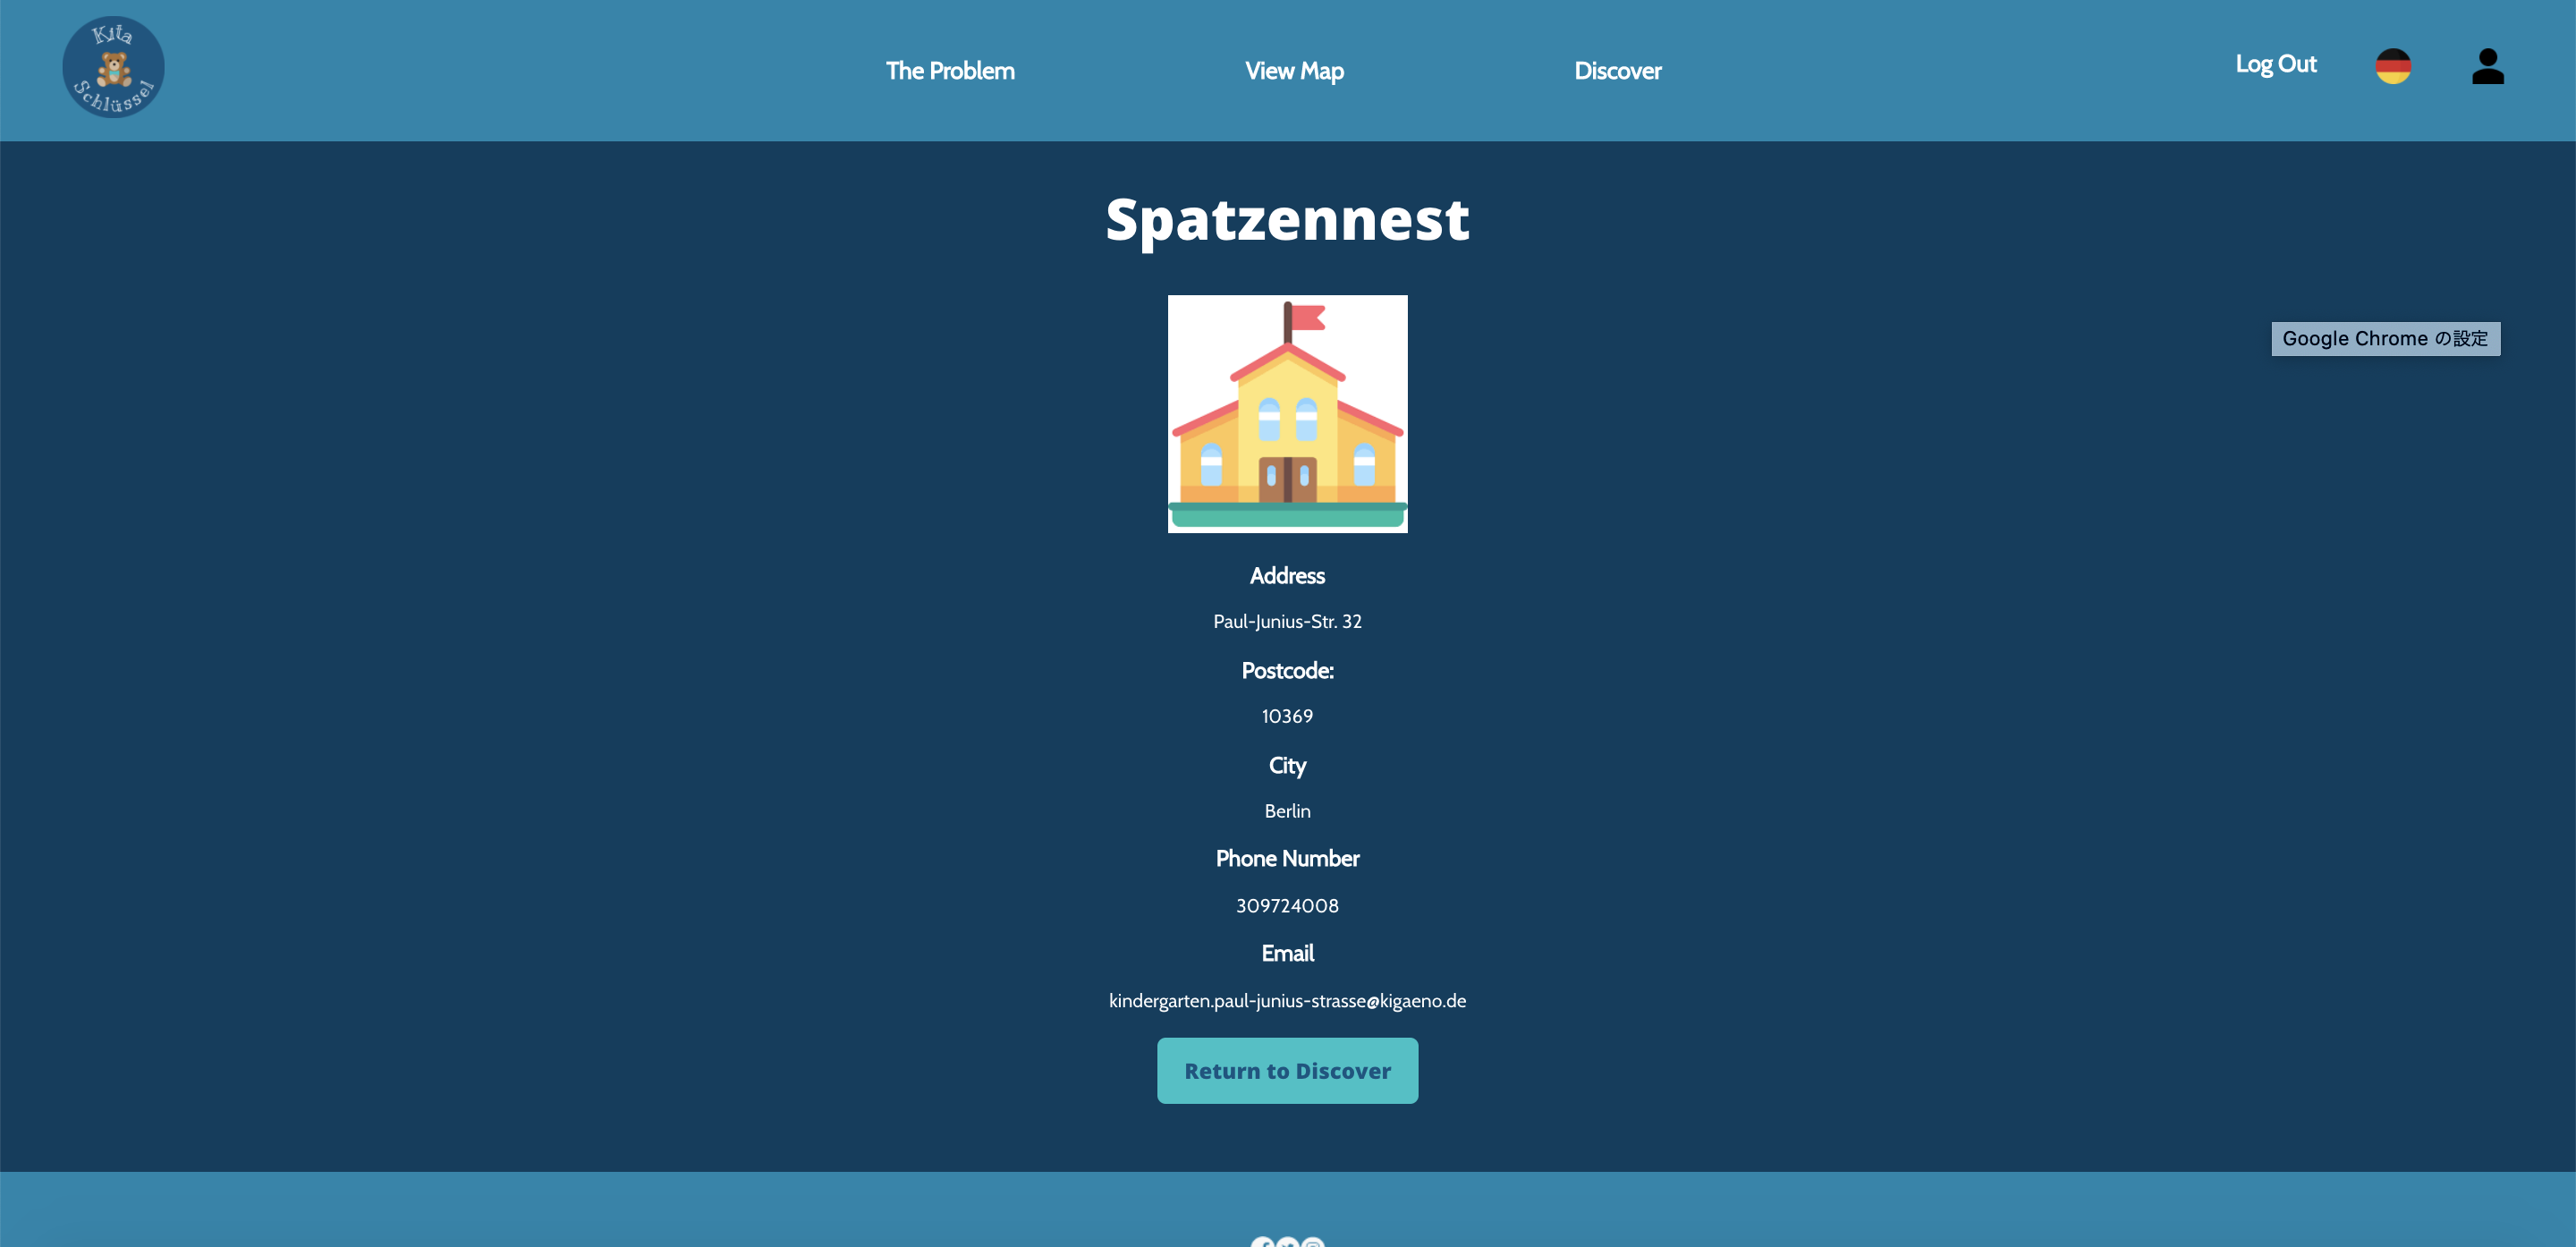 Kita
Schlüssel
The Problem
View Map
Discover
Log Out
Spatzennest
Google Chrome の設定
Address
Paul-Junius-Str. 32
Postcode:
10369
City
Berlin
Phone Number
309724008
Email
kindergarten.paul-junius-strasse@kigaeno.de
Return to Discover